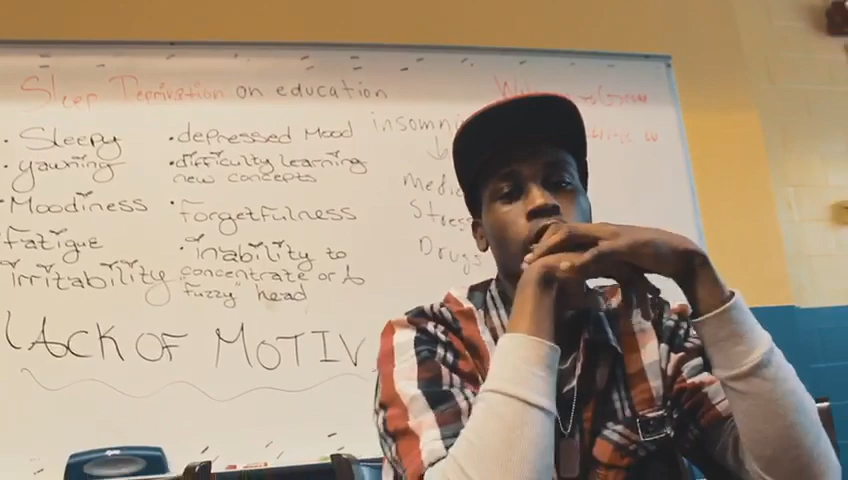 Sleep Deprivation on education
• Sleepy
• yawning
• Moodiness
Fatigue
irritability
• depressed Mood
• difficulty learning
new concepts
• Forgetfulness
• inability to
concentrate or A
"fuzzy" head
LACK OF MOTIV
insomni
Medic
Stress
Drugs